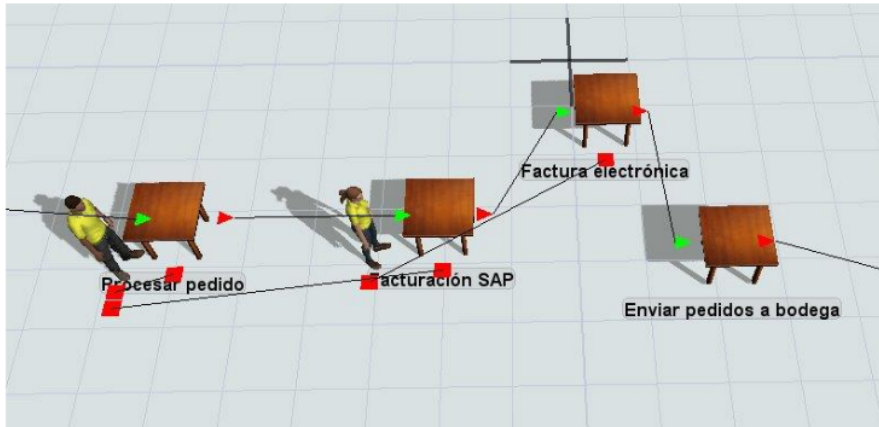 Factura electrónica
Procesar pedido
Facturación SAP
Enviar pedidos a bodega